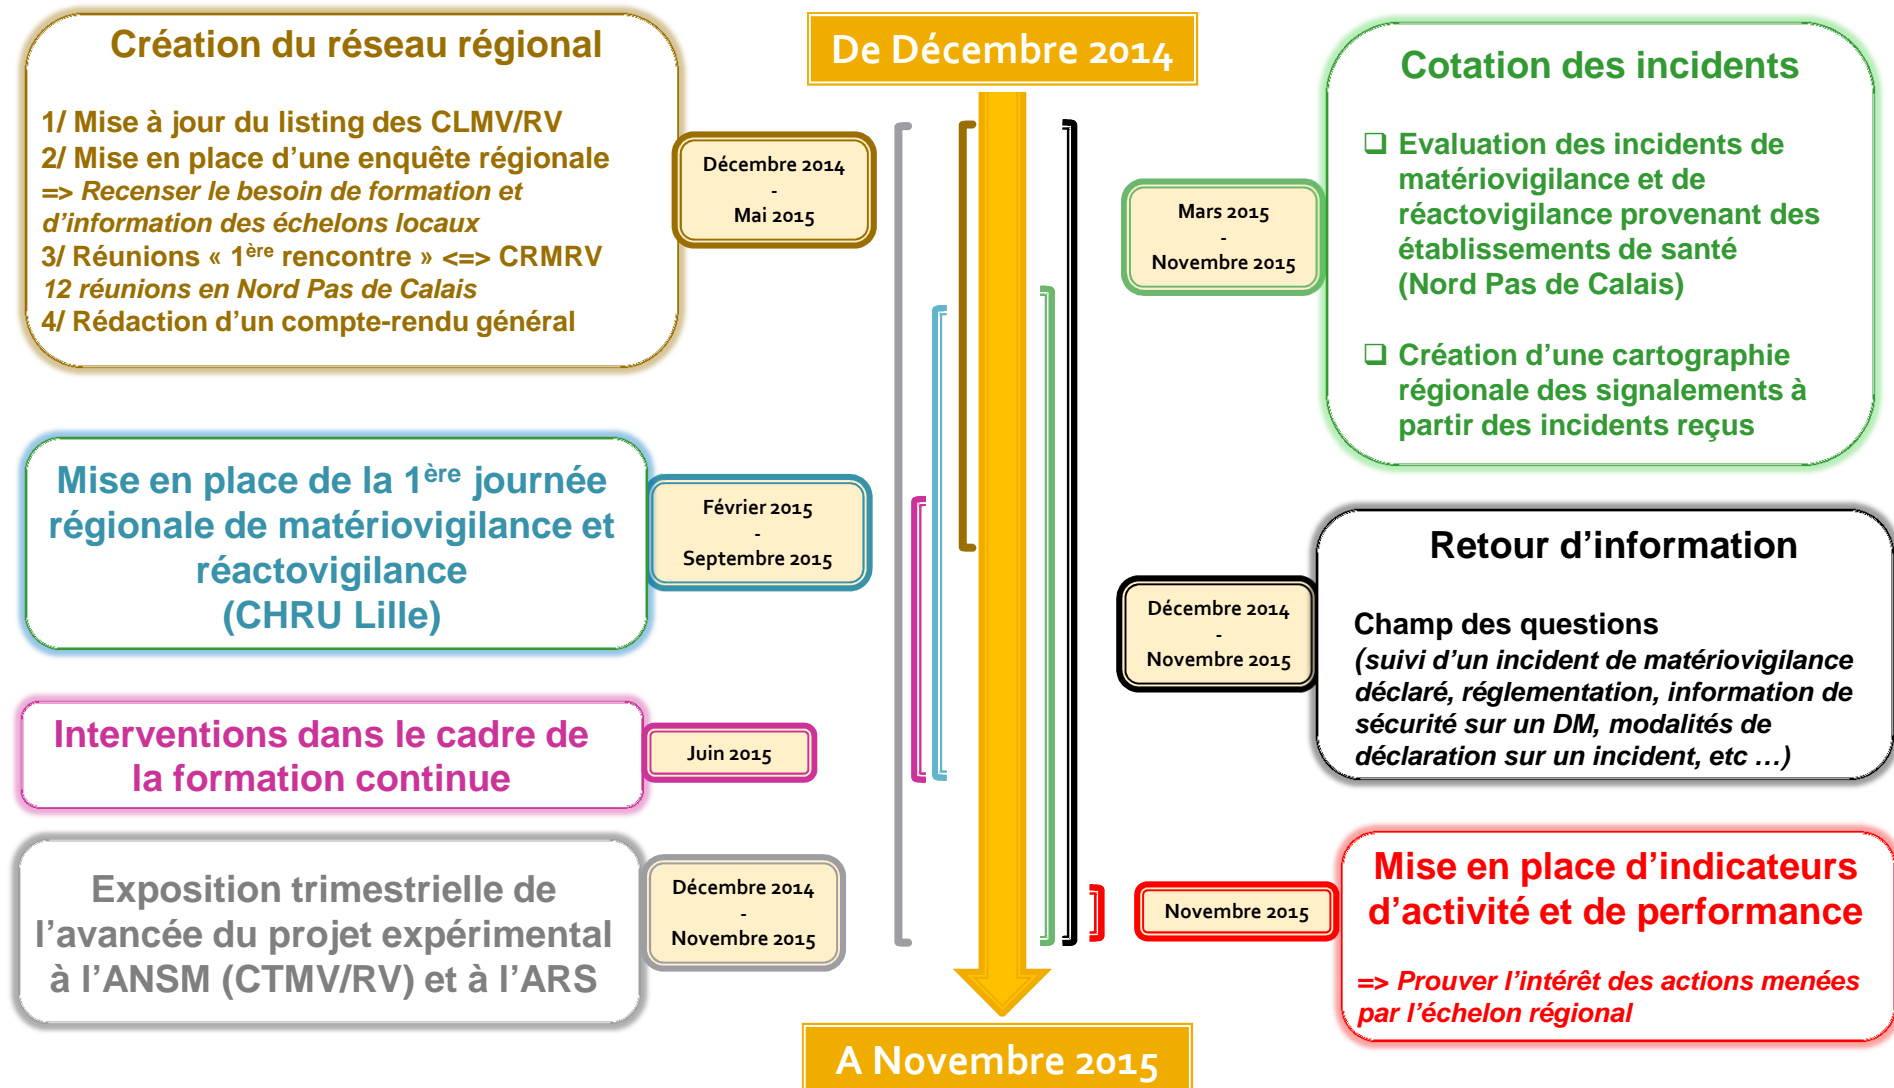 De Décembre 2014
Création du réseau régional
1/ Mise à jour du listing des CLMV/RV
2/ Mise en place d’une enquête régionale
=> Recenser le besoin de formation et
d’information des échelons locaux
3/ Réunions « 1ère rencontre » <=> CRMRV
12 réunions en Nord Pas de Calais
4/ Rédaction d’un compte-rendu général
Décembre 2014
-
Mai 2015
Mise en place de la 1ère journée
régionale de matériovigilance et
réactovigilance
(CHRU Lille)
Février 2015
-
Septembre 2015
Interventions dans le cadre de
la formation continue
Juin 2015
Exposition trimestrielle de
l’avancée du projet expérimental
à l’ANSM (CTMV/RV) et à l’ARS
Décembre 2014
-
Novembre 2015
Mars 2015
-
Novembre 2015
Cotation des incidents
❑ Evaluation des incidents de
matériovigilance et de
réactovigilance provenant des
établissements de santé
(Nord Pas de Calais)
❑ Création d’une cartographie
régionale des signalements à
partir des incidents reçus
Décembre 2014
-
Novembre 2015
Retour d’information
Champ des questions
(suivi d’un incident de matériovigilance
déclaré, réglementation, information de
sécurité sur un DM, modalités de
déclaration sur un incident, etc …)
Novembre 2015
Mise en place d’indicateurs
d’activité et de performance
=> Prouver l’intérêt des actions menées
par l’échelon régional
A Novembre 2015